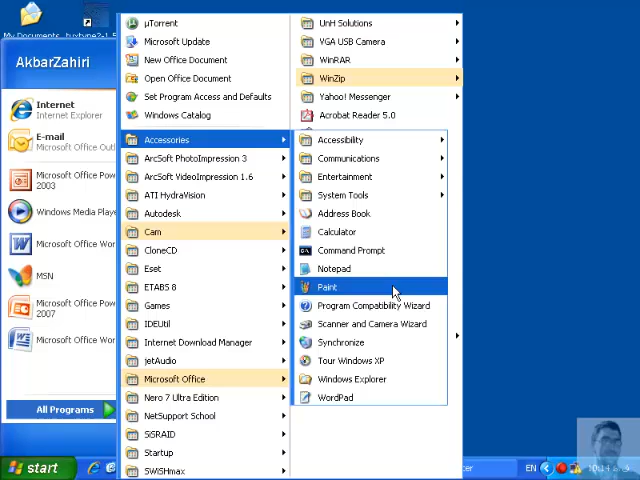 My Documents
tuxtype2-1.5
AkbarZahiri
Internet
Internet Explorer
E-mail
Microsoft Office Outl
Microsoft Office Pow
2003
Windows Media Player
Microsoft Office Wor
MSN
Microsoft Office Pow
2007
Microsoft Office Wor
All Programs
start
µTorrent
Microsoft Update
New Office Document
Open Office Document
Set Program Access and Defaults
Windows Catalog
Accessories
ArcSoft PhotoImpression 3
ArcSoft VideoImpression 1.6
ATI HydraVision
Autodesk
Cam
CloneCD
Eset
ETABS 8
Games
IDEUtil
Internet Download Manager
jetAudio
Microsoft Office
Nero 7 Ultra Edition
NetSupport School
SiSRAID
Startup
SWiSHmax
UnH Solutions
VGA USB Camera
WinRAR
WinZip
Yahoo! Messenger
Acrobat Reader 5.0
Accessibility
Communications
Entertainment
System Tools
Address Book
Calculator
Command Prompt
Notepad
Paint
Program Compatibility Wizard
Scanner and Camera Wizard
Synchronize
Tour Windows XP
Windows Explorer
WordPad
EN